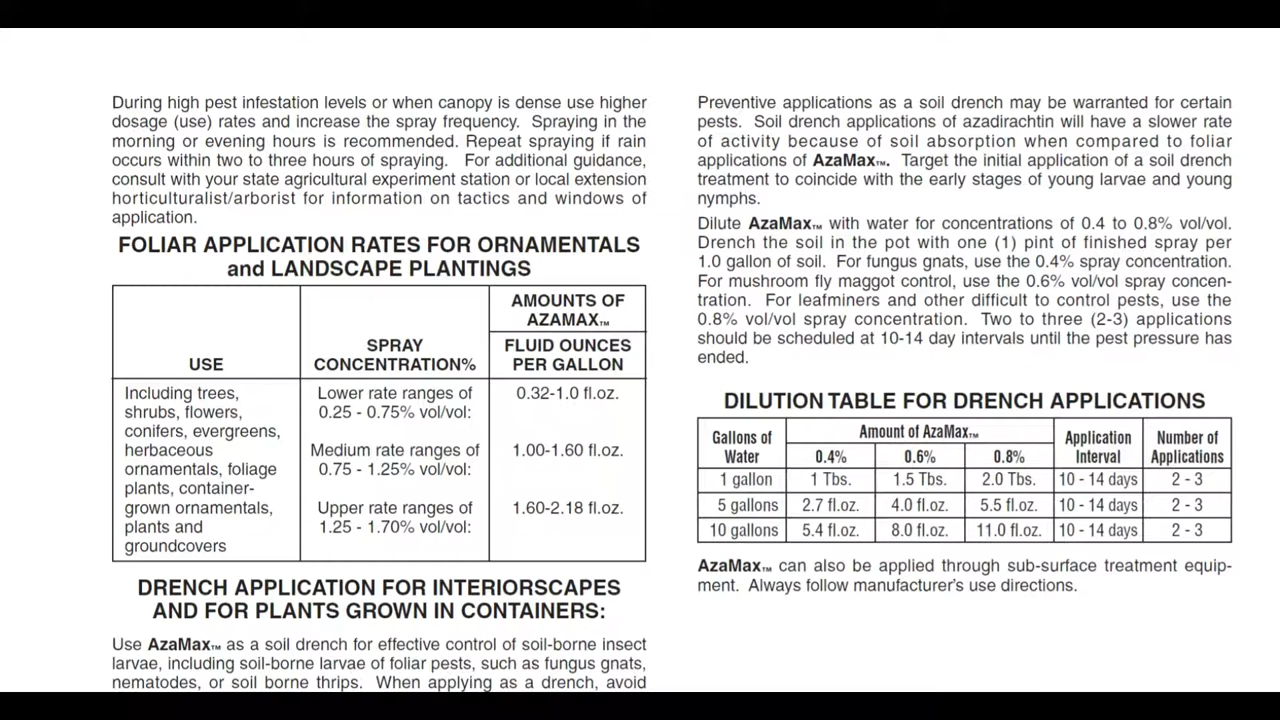 During high pest infestation levels or when canopy is dense use higher
dosage (use) rates and increase the spray frequency. Spraying in the
morning or evening hours is recommended. Repeat spraying if rain
occurs within two to three hours of spraying. For additional guidance,
consult with your state agricultural experiment station or local extension
horticulturalist/arborist for information on tactics and windows of
application.
FOLIAR APPLICATION RATES FOR ORNAMENTALS
and LANDSCAPE PLANTINGS
USE
SPRAY
CONCENTRATION%
AMOUNTS OF
AZAMAX™
FLUID OUNCES
PER GALLON
Including trees,
shrubs, flowers,
conifers, evergreens,
herbaceous
ornamentals, foliage
plants, container-
grown ornamentals,
plants and
groundcovers
Lower rate ranges of
0.25 - 0.75% vol/vol:
Medium rate ranges of
0.75 - 1.25% vol/vol:
Upper rate ranges of
1.25 - 1.70% vol/vol:
0.32-1.0 fl.oz.
1.00-1.60 fl.oz.
1.60-2.18 fl.oz.
DRENCH APPLICATION FOR INTERIORSCAPES
AND FOR PLANTS GROWN IN CONTAINERS:
Use AzaMax™ as a soil drench for effective control of soil-borne insect
larvae, including soil-borne larvae of foliar pests, such as fungus gnats,
nematodes, or soil borne thrips. When applying as a drench, avoid
Preventive applications as a soil drench may be warranted for certain
pests. Soil drench applications of azadirachtin will have a slower rate
of activity because of soil absorption when compared to foliar
applications of AzaMax™. Target the initial application of a soil drench
treatment to coincide with the early stages of young larvae and young
nymphs.
Dilute AzaMax™ with water for concentrations of 0.4 to 0.8% vol/vol.
Drench the soil in the pot with one (1) pint of finished spray per
1.0 gallon of soil. For fungus gnats, use the 0.4% spray concentration.
For mushroom fly maggot control, use the 0.6% vol/vol spray concen-
tration. For leafminers and other difficult to control pests, use the
0.8% vol/vol spray concentration. Two to three (2-3) applications
should be scheduled at 10-14 day intervals until the pest pressure has
ended.
DILUTION TABLE FOR DRENCH APPLICATIONS
Gallons of
Water
Amount of AzaMax™
0.4% 0.6% 0.8%
Application
Interval
Number of
Applications
1 gallon 1 Tbs. 1.5 Tbs. 2.0 Tbs. 10 - 14 days 2 - 3
5 gallons 2.7 fl.oz. 4.0 fl.oz. 5.5 fl.oz. 10 - 14 days 2 - 3
10 gallons 5.4 fl.oz. 8.0 fl.oz. 11.0 fl.oz. 10 - 14 days 2 - 3
AzaMax™ can also be applied through sub-surface treatment equip-
ment. Always follow manufacturer's use directions.